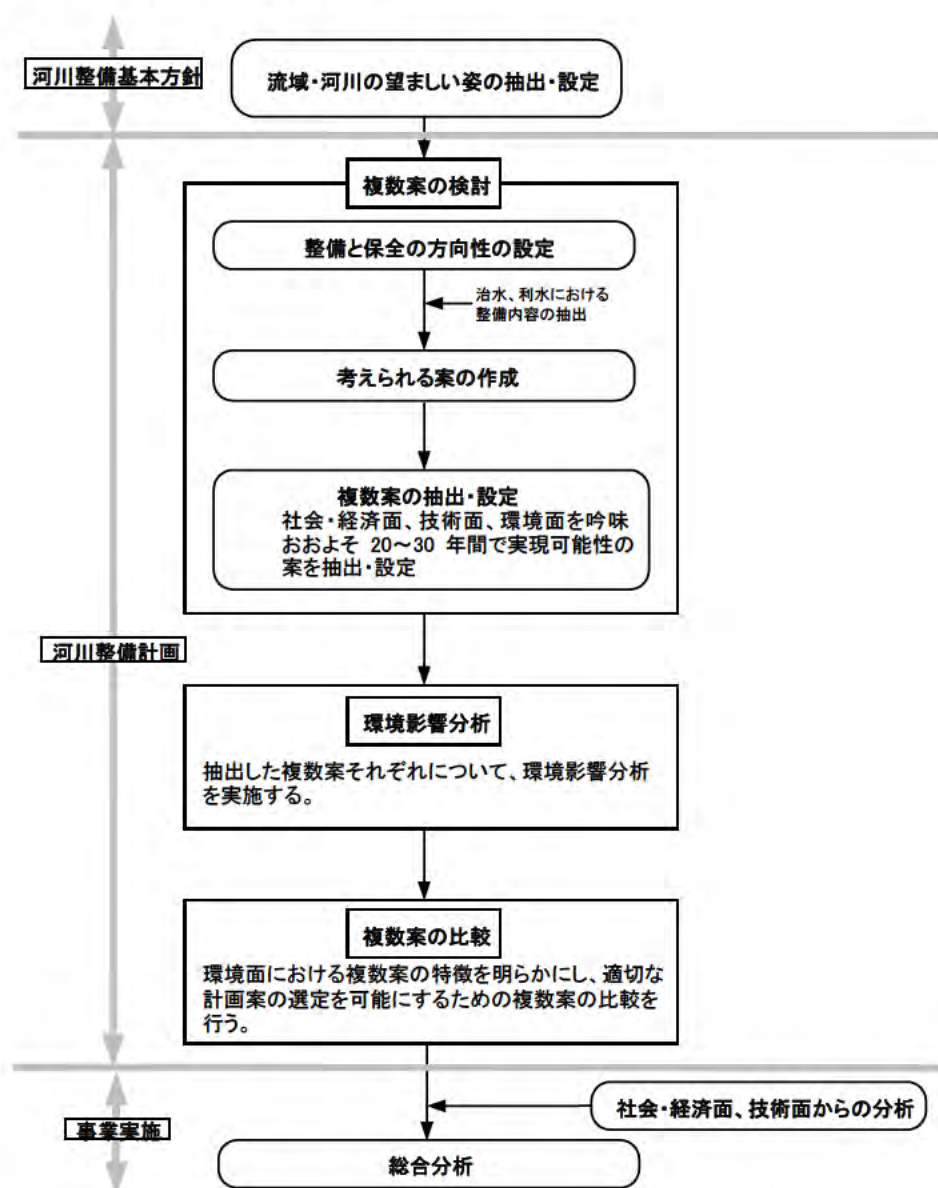 河川整備基本方針
流域・河川の望ましい姿の抽出・設定
複数案の検討
整備と保全の方向性の設定
治水、利水における
整備内容の抽出
考えられる案の作成
複数案の抽出・設定
社会・経済面、技術面、環境面を吟味
おおよそ 20～30 年間で実現可能性の
案を抽出・設定
河川整備計画
環境影響分析
抽出した複数案それぞれについて、環境影響分析
を実施する。
複数案の比較
環境面における複数案の特徴を明らかにし、適切な
計画案の選定を可能にするための複数案の比較を
行う。
社会・経済面、技術面からの分析
事業実施
総合分析